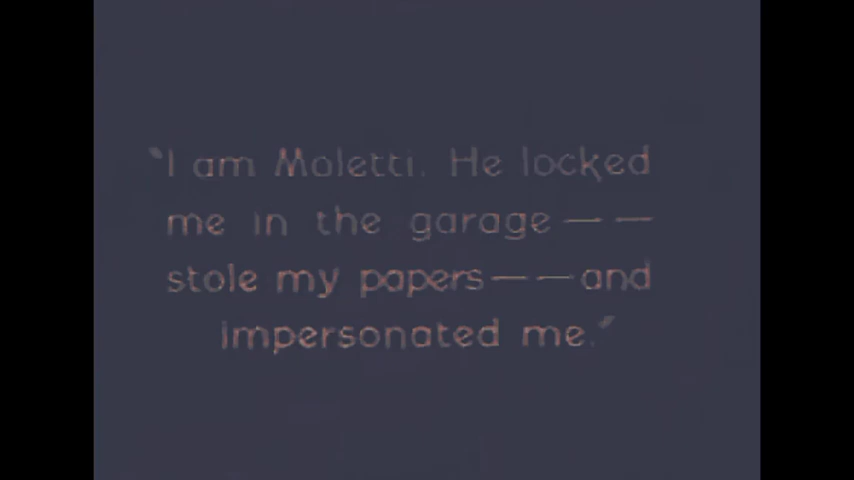 "I am Moletti. He locked
me in the garage — —
stole my papers — — and
impersonated me."